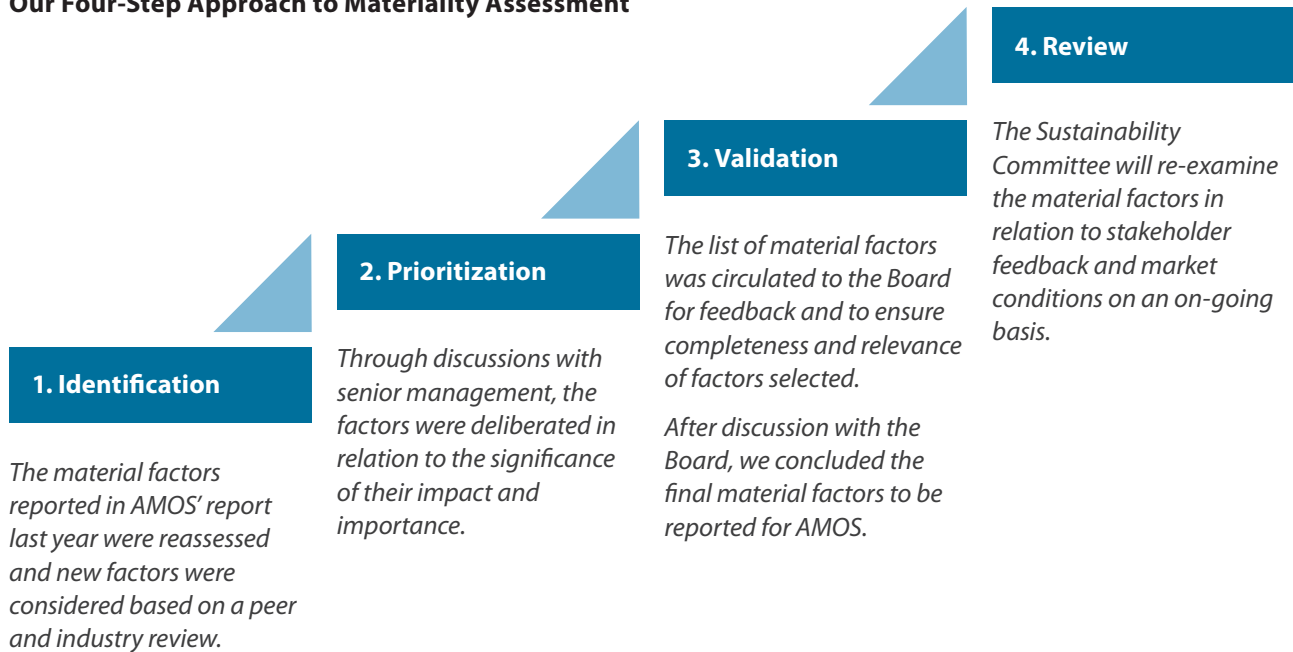 Our Four-Step Approach to Materiality Assessment
1. Identification
The material factors
reported in AMOS’ report
last year were reassessed
and new factors were
considered based on a peer
and industry review.
2. Prioritization
Through discussions with
senior management, the
factors were deliberated in
relation to the significance
of their impact and
importance.
3. Validation
The list of material factors
was circulated to the Board
for feedback and to ensure
completeness and relevance
of factors selected.
After discussion with the
Board, we concluded the
final material factors to be
reported for AMOS.
4. Review
The Sustainability
Committee will re-examine
the material factors in
relation to stakeholder
feedback and market
conditions on an on-going
basis.